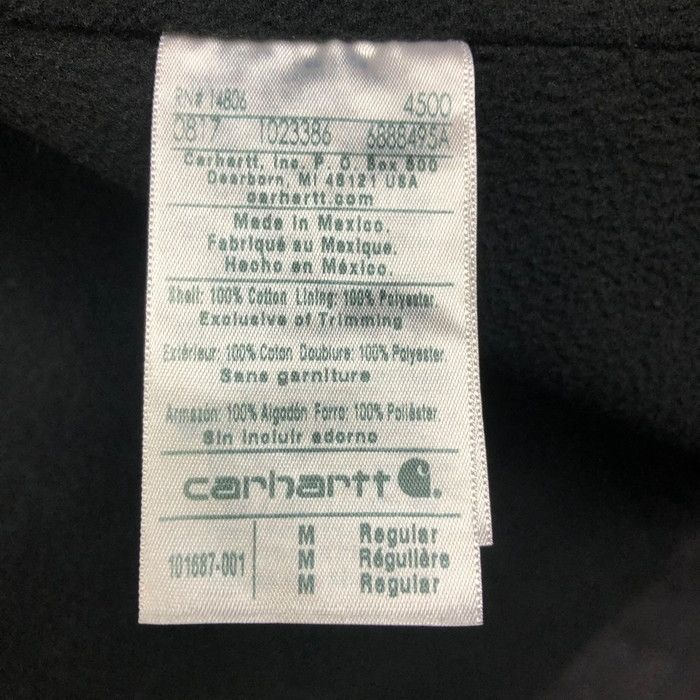 RN# 14806 4500
0817 1023386 6888495A
Carhartt, Inc. P. O. Box 600
Dearborn, MI 48121 USA
carhartt.com
Made in Mexico.
Fabriqué au Mexique.
Hecho en México.
Shell: 100% Cotton Lining: 100% Polyester.
Exclusive of Trimming
Extérieur: 100% Coton Doublure: 100% Polyester
Sans garniture
Armazón: 100% Algodón Forro: 100% Poliéster.
Sin incluir adorno
carhartt
101687-001 M Regular
M Régulière
M Regular